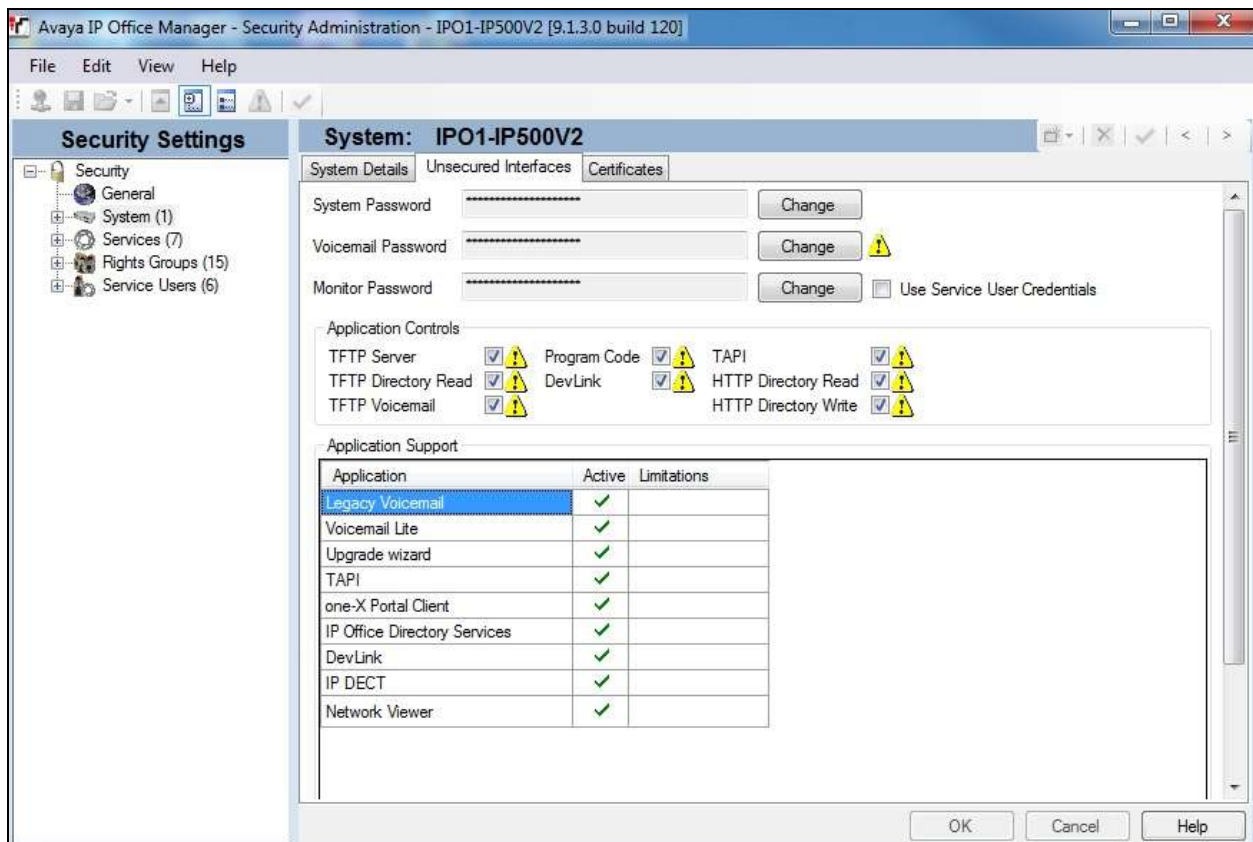 Avaya IP Office Manager - Security Administration - IPO1-IP500V2 [9.1.3.0 build 120]
File Edit View Help
Security Settings
Security
General
System (1)
Services (7)
Rights Groups (15)
Service Users (6)
System: IPO1-IP500V2
System Details Unsecured Interfaces Certificates
System Password ********************* Change
Voicemail Password ********************* Change
Monitor Password ********************* Change Use Service User Credentials
Application Controls
TFTP Server Program Code TAPI
TFTP Directory Read DevLink HTTP Directory Read
TFTP Voicemail HTTP Directory Write
Application Support
Application Active Limitations
Legacy Voicemail
Voicemail Lite
Upgrade wizard
TAPI
one-X Portal Client
IP Office Directory Services
DevLink
IP DECT
Network Viewer
OK Cancel Help